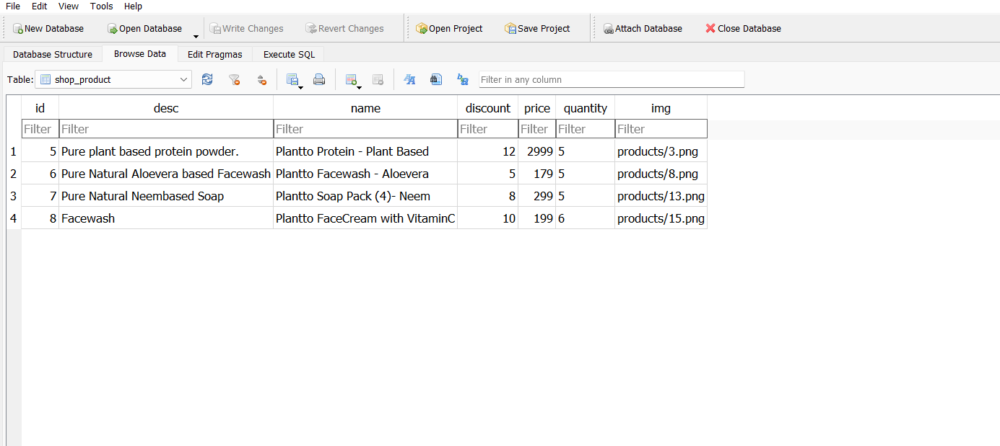 File Edit View Tools Help
New Database Open Database Write Changes Revert Changes Open Project Save Project Attach Database Close Database
Database Structure Browse Data Edit Pragmas Execute SQL
Table: shop_product Filter in any column
id desc name discount price quantity img
Filter Filter Filter Filter Filter Filter Filter
1 5 Pure plant based protein powder. Plantto Protein - Plant Based 12 2999 5 products/3.png
2 6 Pure Natural Aloevera based Facewash Plantto Facewash - Aloevera 5 179 5 products/8.png
3 7 Pure Natural Neembased Soap Plantto Soap Pack (4)- Neem 8 299 5 products/13.png
4 8 Facewash Plantto FaceCream with VitaminC 10 199 6 products/15.png